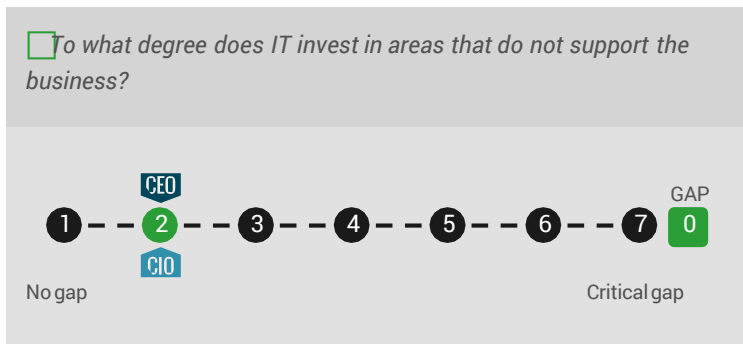 To what degree does IT invest in areas that do not support the
business?
CEO
GAP
1 2 3 4 5 6 7 0
CIO
No gap Critical gap